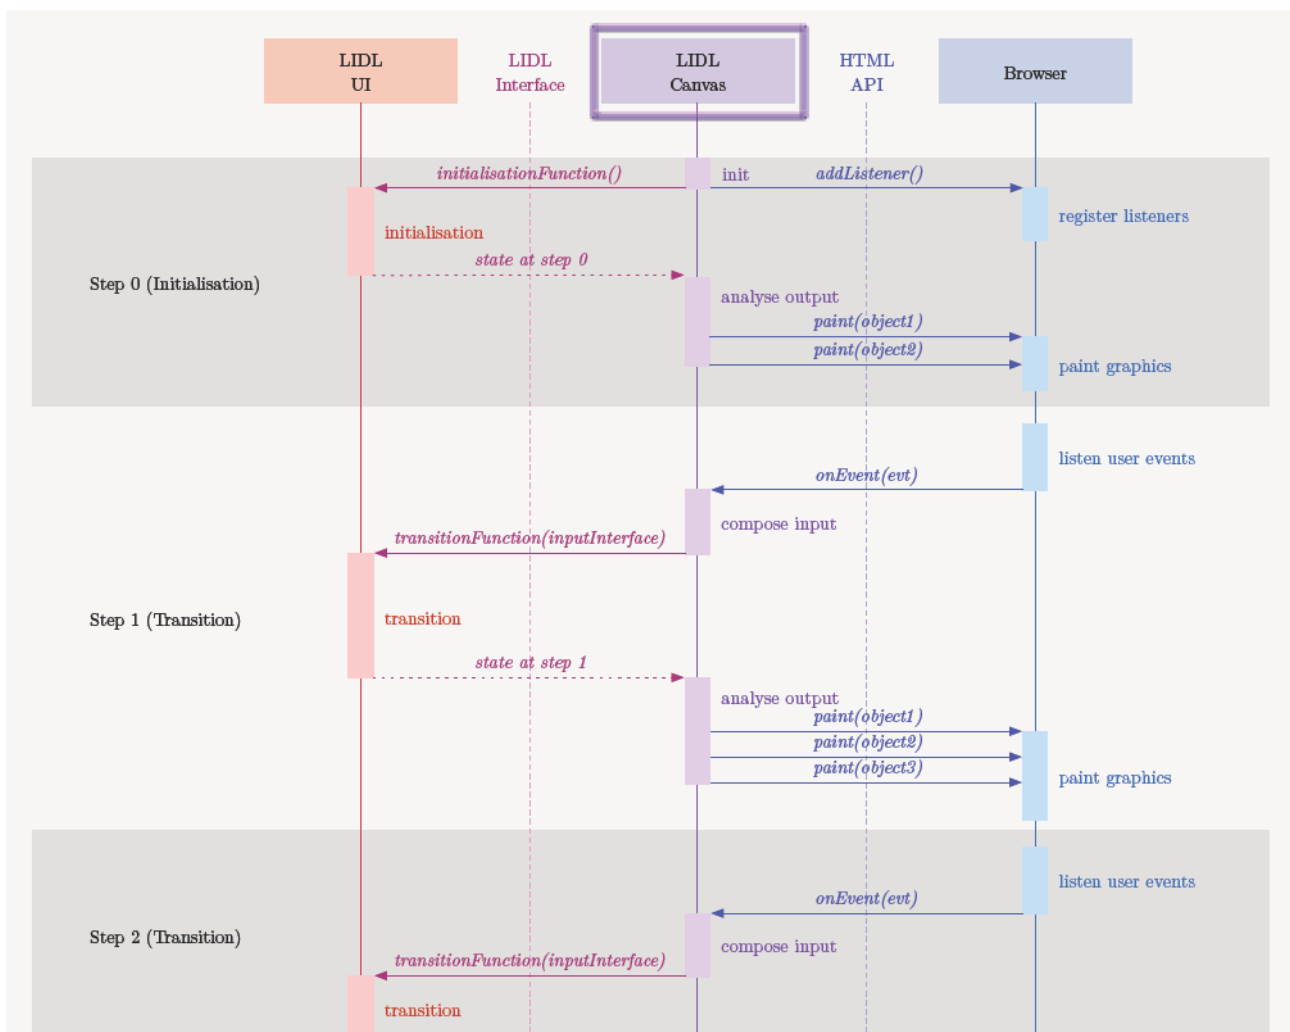 LIDL
UI
LIDL
Interface
LIDL
Canvas
HTML
API
Browser
initialisationFunction()
init
addListener()
register listeners
initialisation
state at step 0
Step 0 (Initialisation)
analyse output
paint(object1)
paint(object2)
paint graphics
listen user events
onEvent(evt)
compose input
transitionFunction(inputInterface)
Step 1 (Transition)
transition
state at step 1
analyse output
paint(object1)
paint(object2)
paint(object3)
paint graphics
listen user events
onEvent(evt)
Step 2 (Transition)
compose input
transitionFunction(inputInterface)
transition